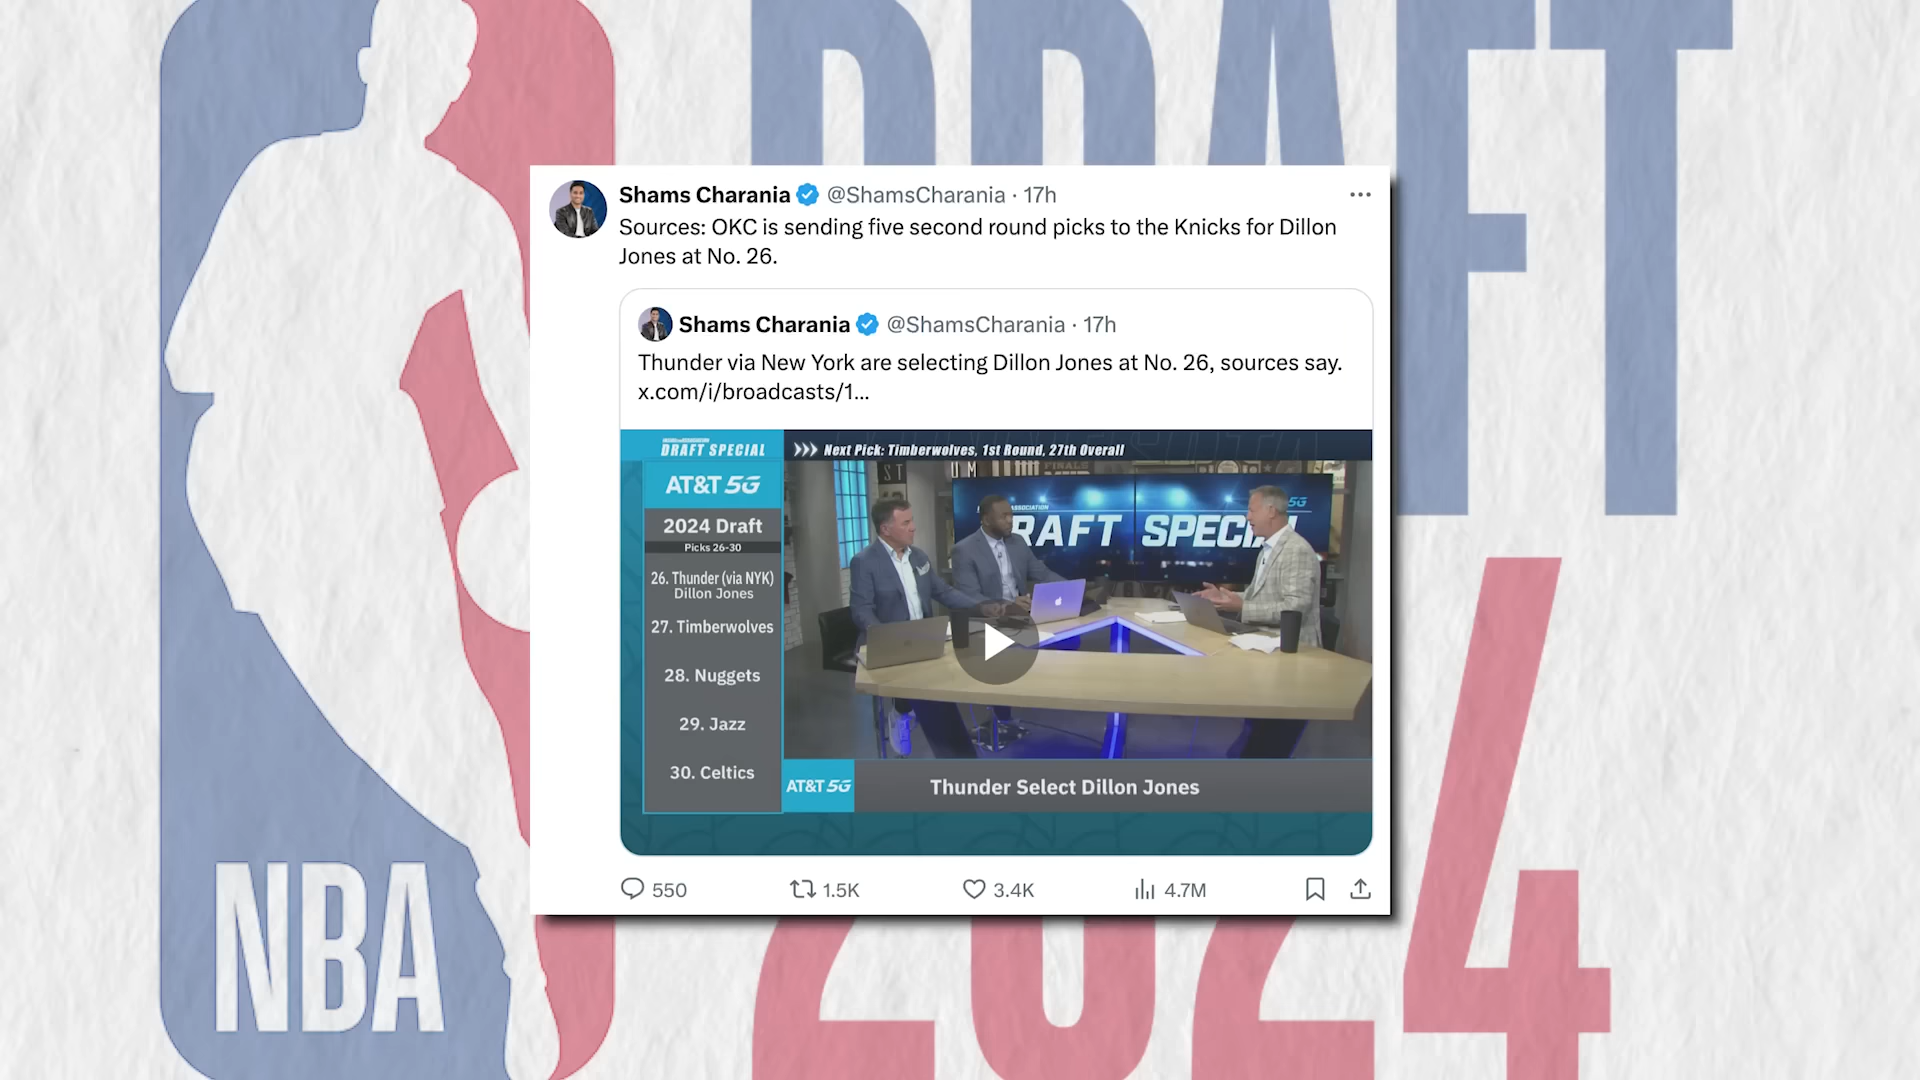 DRAFT
2024
NBA
Shams Charania @ShamsCharania · 17h
Sources: OKC is sending five second round picks to the Knicks for Dillon
Jones at No. 26.
Shams Charania @ShamsCharania · 17h
Thunder via New York are selecting Dillon Jones at No. 26, sources say.
x.com/i/broadcasts/1...
DRAFT SPECIAL
Next Pick: Timberwolves, 1st Round, 27th Overall
AT&T 5G
2024 Draft
Picks 26-30
26. Thunder (via NYK)
Dillon Jones
27. Timberwolves
28. Nuggets
29. Jazz
30. Celtics
ASSOCIATION
5G
RAFT SPECI
AT&T 5G
Thunder Select Dillon Jones
550
1.5K
3.4K
4.7M